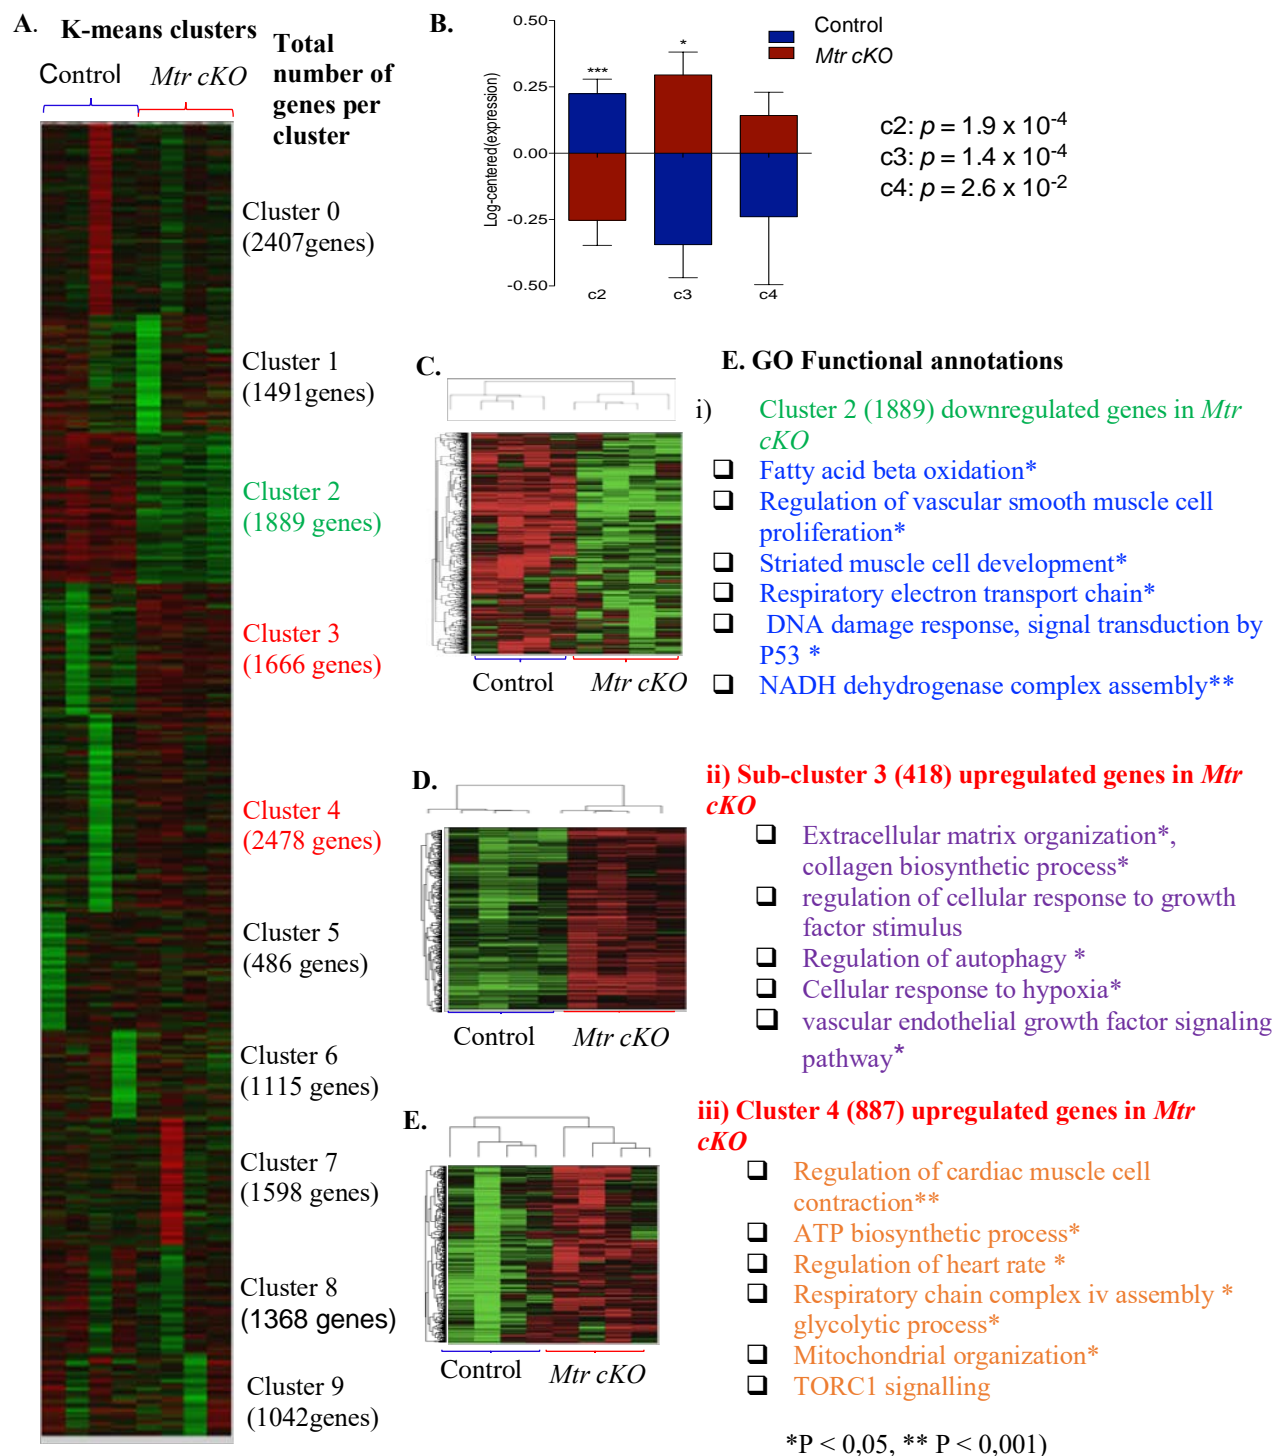 A.
K-means clusters
Total number of genes per cluster
Control
Mtr cKO
Cluster 0
(2407genes)
Cluster 1
(1491genes)
Cluster 2
(1889 genes)
Cluster 3
(1666 genes)
Cluster 4
(2478 genes)
Cluster 5
(486 genes)
Cluster 6
(1115 genes)
Cluster 7
(1598 genes)
Cluster 8
(1368 genes)
Cluster 9
(1042genes)
B.
Log-centered(expression)
0.50
0.25
0.00
-0.25
-0.50
***
*
c2
c3
c4
Control
Mtr cKO
c2: p = 1.9 x 10-4
c3: p = 1.4 x 10-4
c4: p = 2.6 x 10-2
C.
Control
Mtr cKO
D.
Control
Mtr cKO
E.
Control
Mtr cKO
E. GO Functional annotations
i) Cluster 2 (1889) downregulated genes in Mtr
cKO
Fatty acid beta oxidation*
Regulation of vascular smooth muscle cell
proliferation*
Striated muscle cell development*
Respiratory electron transport chain*
DNA damage response, signal transduction by
P53 *
NADH dehydrogenase complex assembly**
ii) Sub-cluster 3 (418) upregulated genes in Mtr
cKO
Extracellular matrix organization*,
collagen biosynthetic process*
regulation of cellular response to growth
factor stimulus
Regulation of autophagy *
Cellular response to hypoxia*
vascular endothelial growth factor signaling
pathway*
iii) Cluster 4 (887) upregulated genes in Mtr
cKO
Regulation of cardiac muscle cell
contraction**
ATP biosynthetic process*
Regulation of heart rate *
Respiratory chain complex iv assembly *
glycolytic process*
Mitochondrial organization*
TORC1 signalling
*P < 0,05, ** P < 0,001)